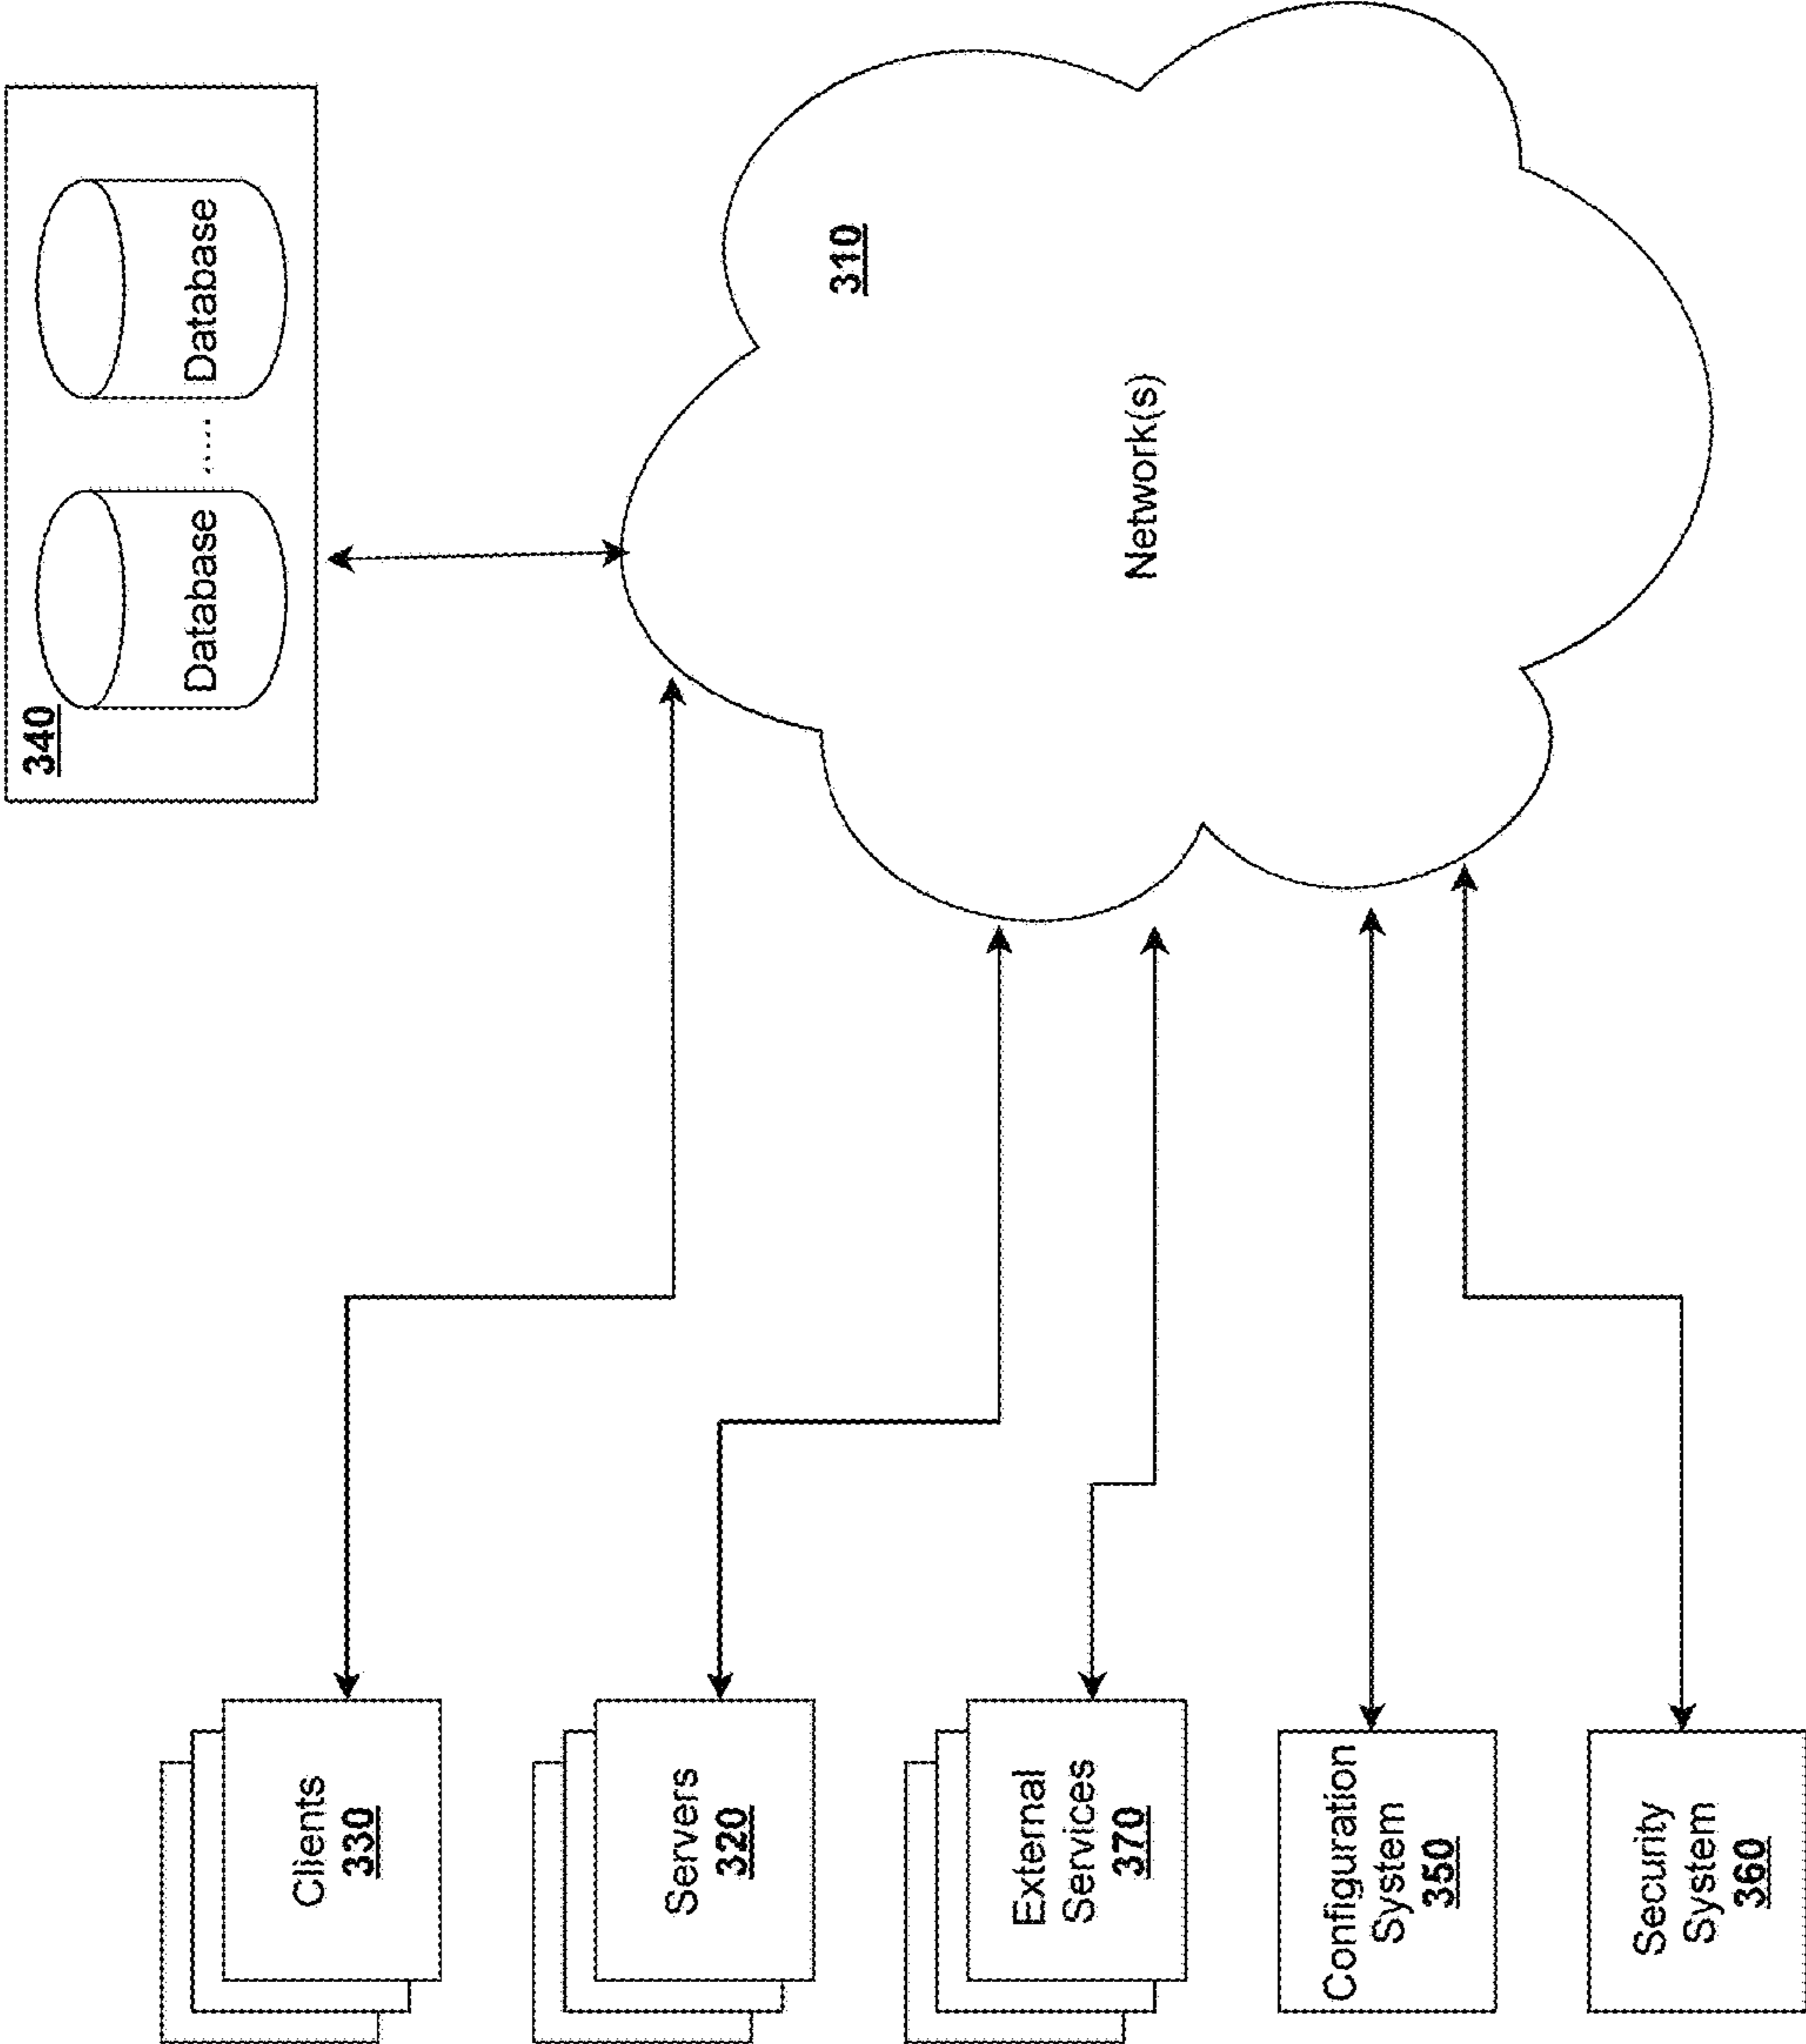 Clients
330
Servers
320
External
Services
370
Configuration
System
350
Security
System
360
340
Database ..... Database
310
Network(s)